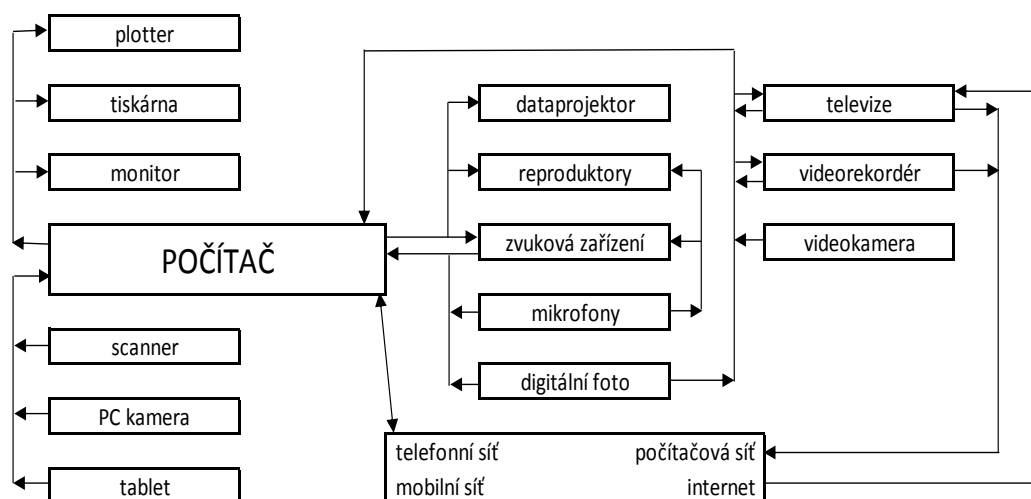 plotter
tiskárna
monitor
POČÍTAČ
scanner
PC kamera
tablet
dataprojektor
reproduktory
zvuková zařízení
mikrofony
digitální foto
televize
videorekordér
videokamera
telefonní síť počítačová síť
mobilní síť internet